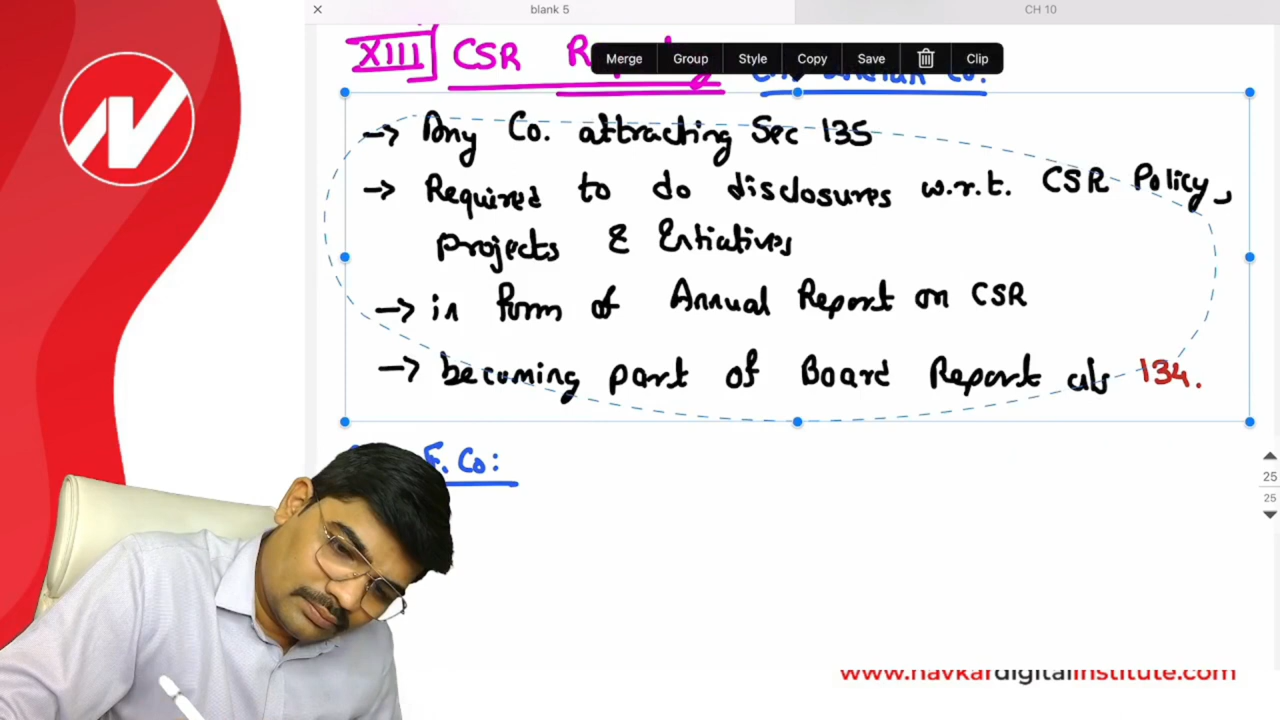 blank 5
CH 10
XIII CSR
Merge Group Style Copy Save Clip
Co.
→ Any Co. attracting Sec 135
→ Required to do disclosures w.r.t. CSR Policy,
projects & Entiatives
→ in form of Annual Report on CSR
→ becoming part of Board Report u/s 134.
F. Co:
25
25
www.navkardigitalinstitute.com